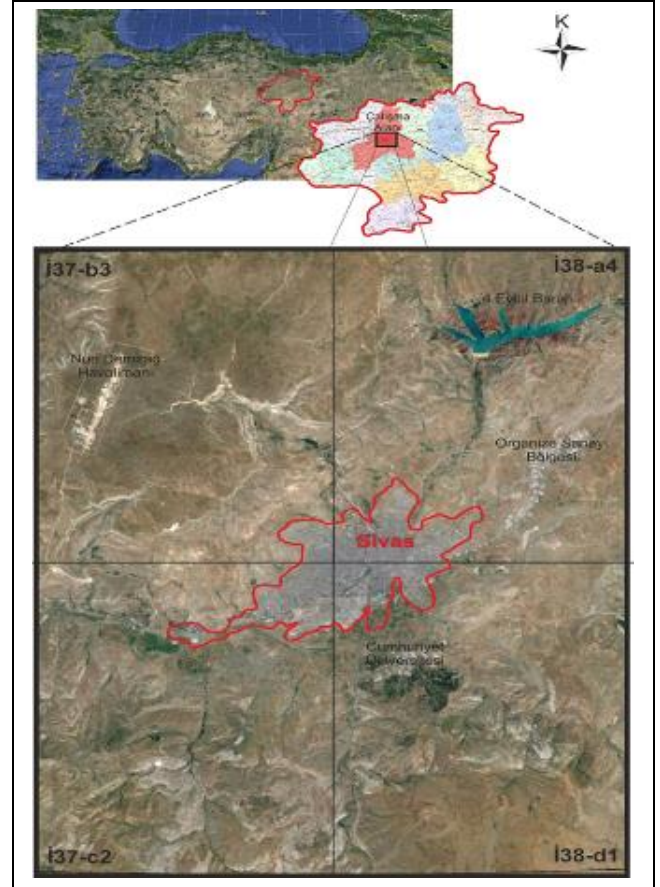 K
Çalışma
Alanı
İ37-b3
İ38-a4
4 Eylül Barajı
Nuri Demirağ
Havalimanı
Organize Sanayi
Bölgesi
Sivas
Cumhuriyet
Üniversitesi
İ37-c2
İ38-d1